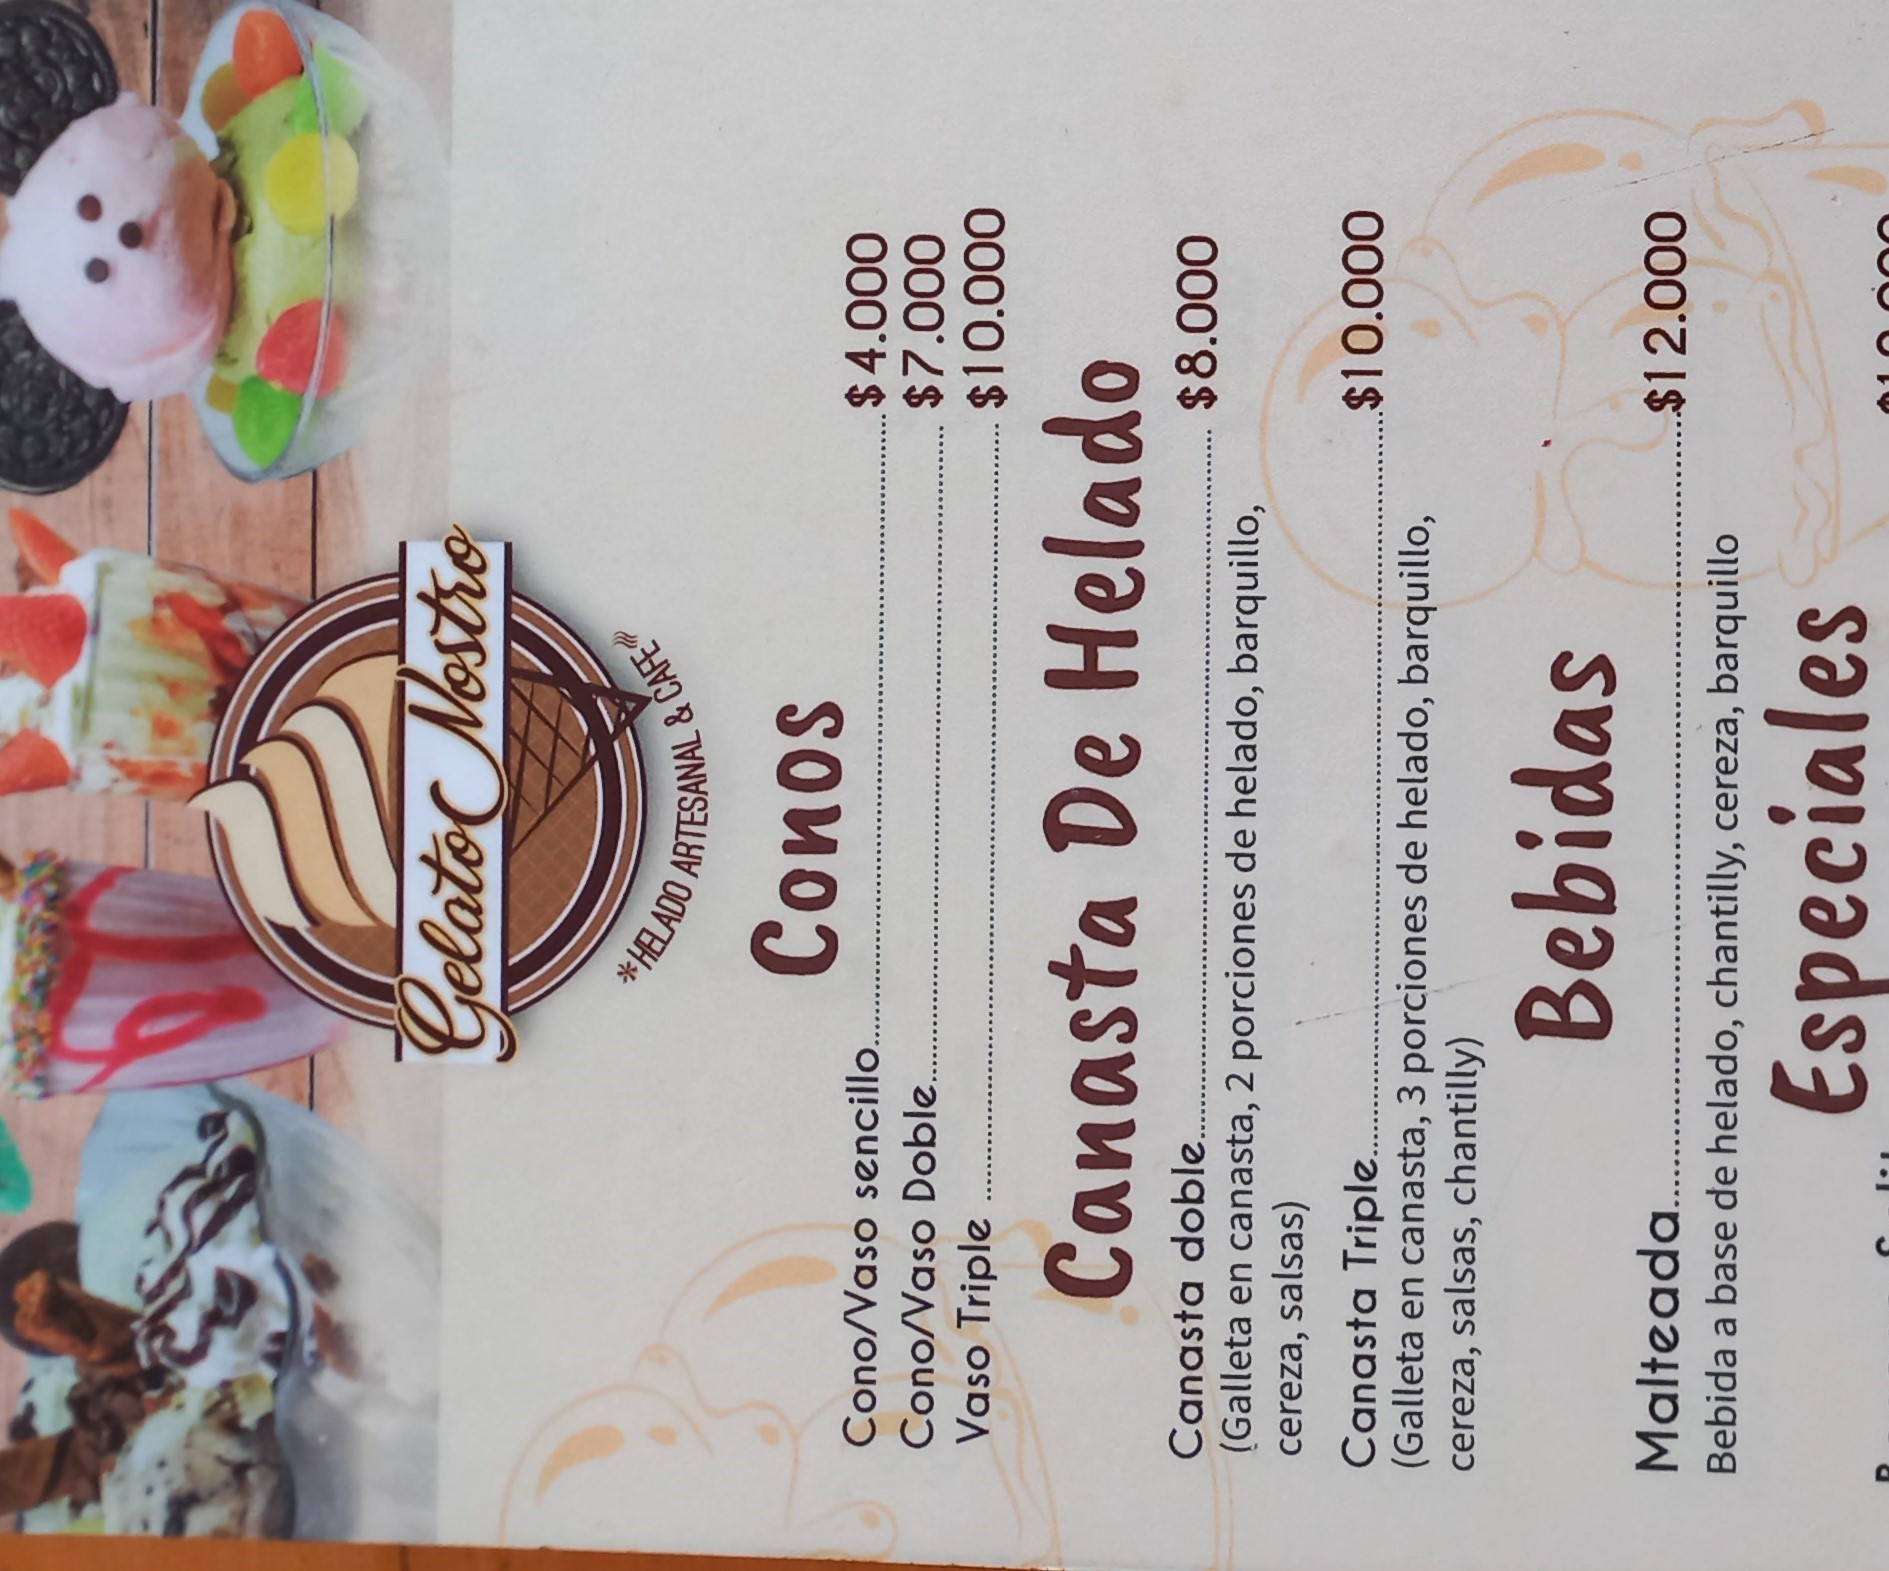 Gelato Nostro
*HELADO ARTESANAL & CAFE
Conos
Cono/Vaso sencillo $4.000
Cono/Vaso Doble $7.000
Vaso Triple $10.000
Canasta De Helado
Canasta doble $8.000
(Galleta en canasta, 2 porciones de helado, barquillo,
cereza, salsas)
Canasta Triple $10.000
(Galleta en canasta, 3 porciones de helado, barquillo,
cereza, salsas, chantilly)
Bebidas
Malteada $12.000
Bebida a base de helado, chantilly, cereza, barquillo
Especiales